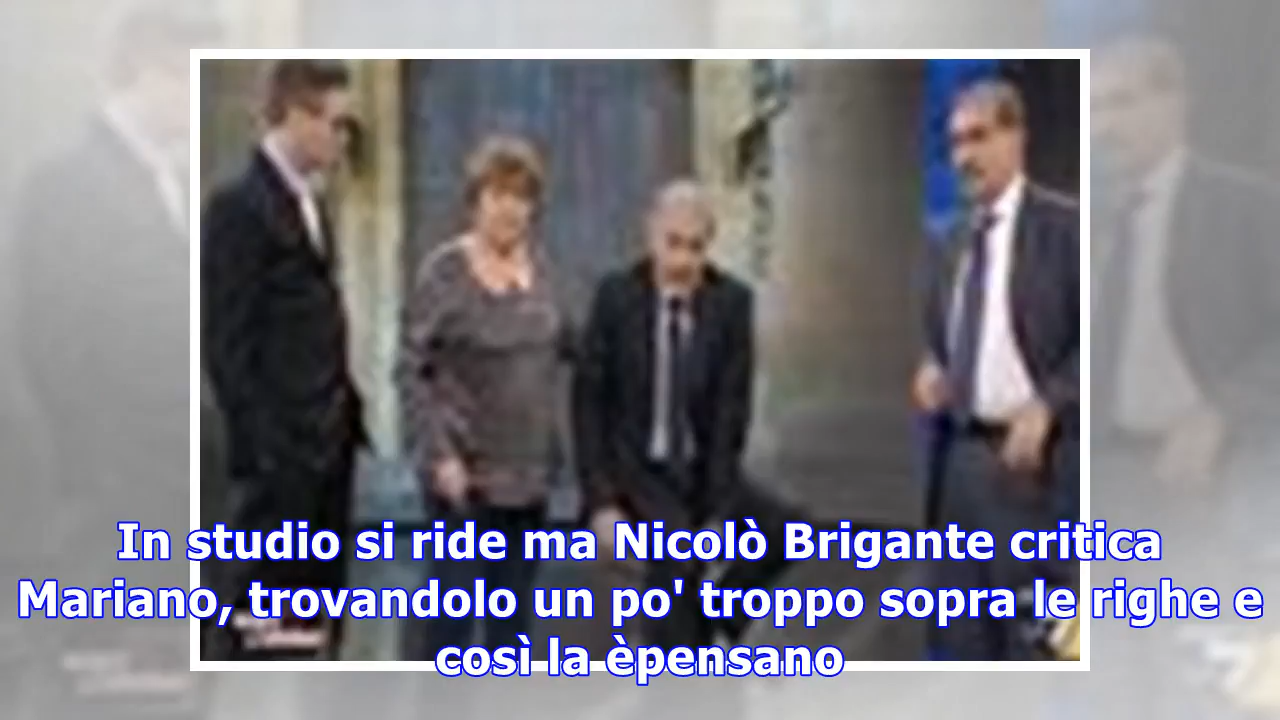 In studio si ride ma Nicolò Brigante critica
Mariano, trovandolo un po' troppo sopra le righe e
così la èpensano